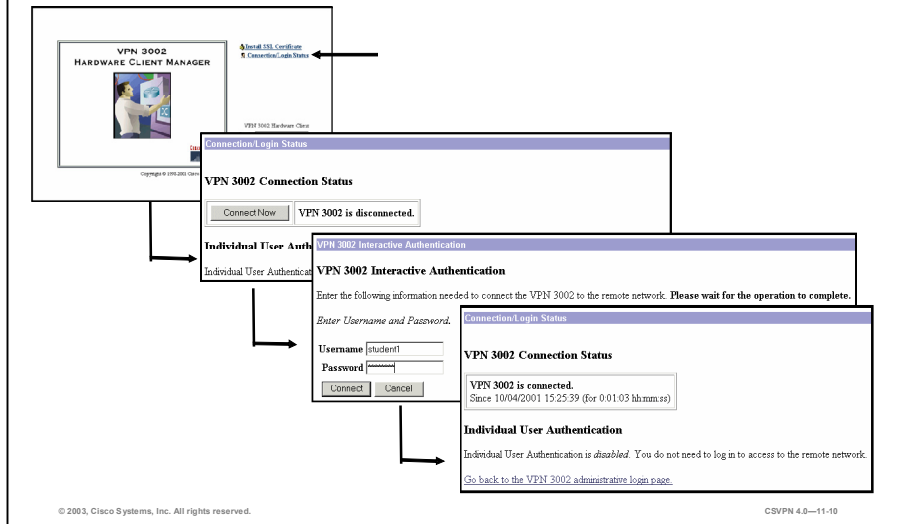 VPN 3002
HARDWARE CLIENT MANAGER
Install SSL Certificate
Connection/Login Status
VPN 3002 Hardware Client
Copyright © 1998-2002 Cisco
Connection/Login Status
VPN 3002 Connection Status
Connect Now
VPN 3002 is disconnected.
Individual User Auth
Individual User Authenticat
VPN 3002 Interactive Authentication
VPN 3002 Interactive Authentication
Enter the following information needed to connect the VPN 3002 to the remote network. Please wait for the operation to complete.
Enter Username and Password.
Username student1
Password ********
Connect Cancel
Connection/Login Status
VPN 3002 Connection Status
VPN 3002 is connected.
Since 10/04/2001 15:25:39 (for 0:01:03 hh:mm:ss)
Individual User Authentication
Individual User Authentication is disabled. You do not need to log in to access to the remote network.
Go back to the VPN 3002 administrative login page.
© 2003, Cisco Systems, Inc. All rights reserved.
CSVPN 4.0—11-10